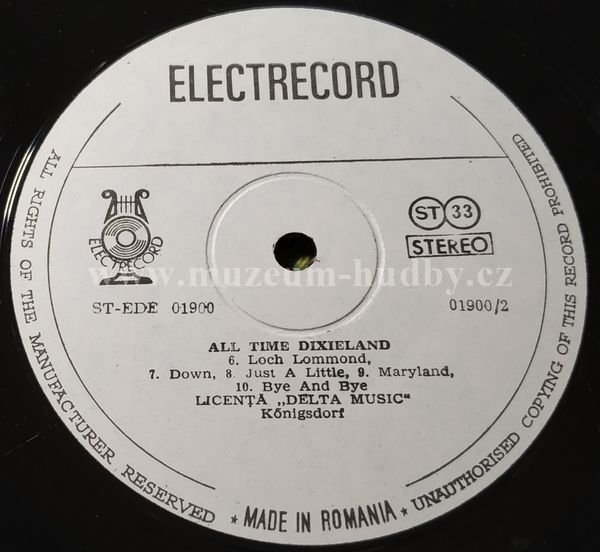 ELECTRECORD
ELECTRECORD
ST 33
STEREO
www.muzeum-hudby.cz
ST-EDE 01900
01900/2
ALL TIME DIXIELAND
6. Loch Lommond,
7. Down, 8. Just A Little, 9. Maryland,
10. Bye And Bye
LICENȚA „DELTA MUSIC“
Kőnigsdorf
ALL RIGHTS OF THE MANUFACTURER RESERVED * MADE IN ROMANIA * UNAUTHORISED COPYING OF THIS RECORD PROHIBITED